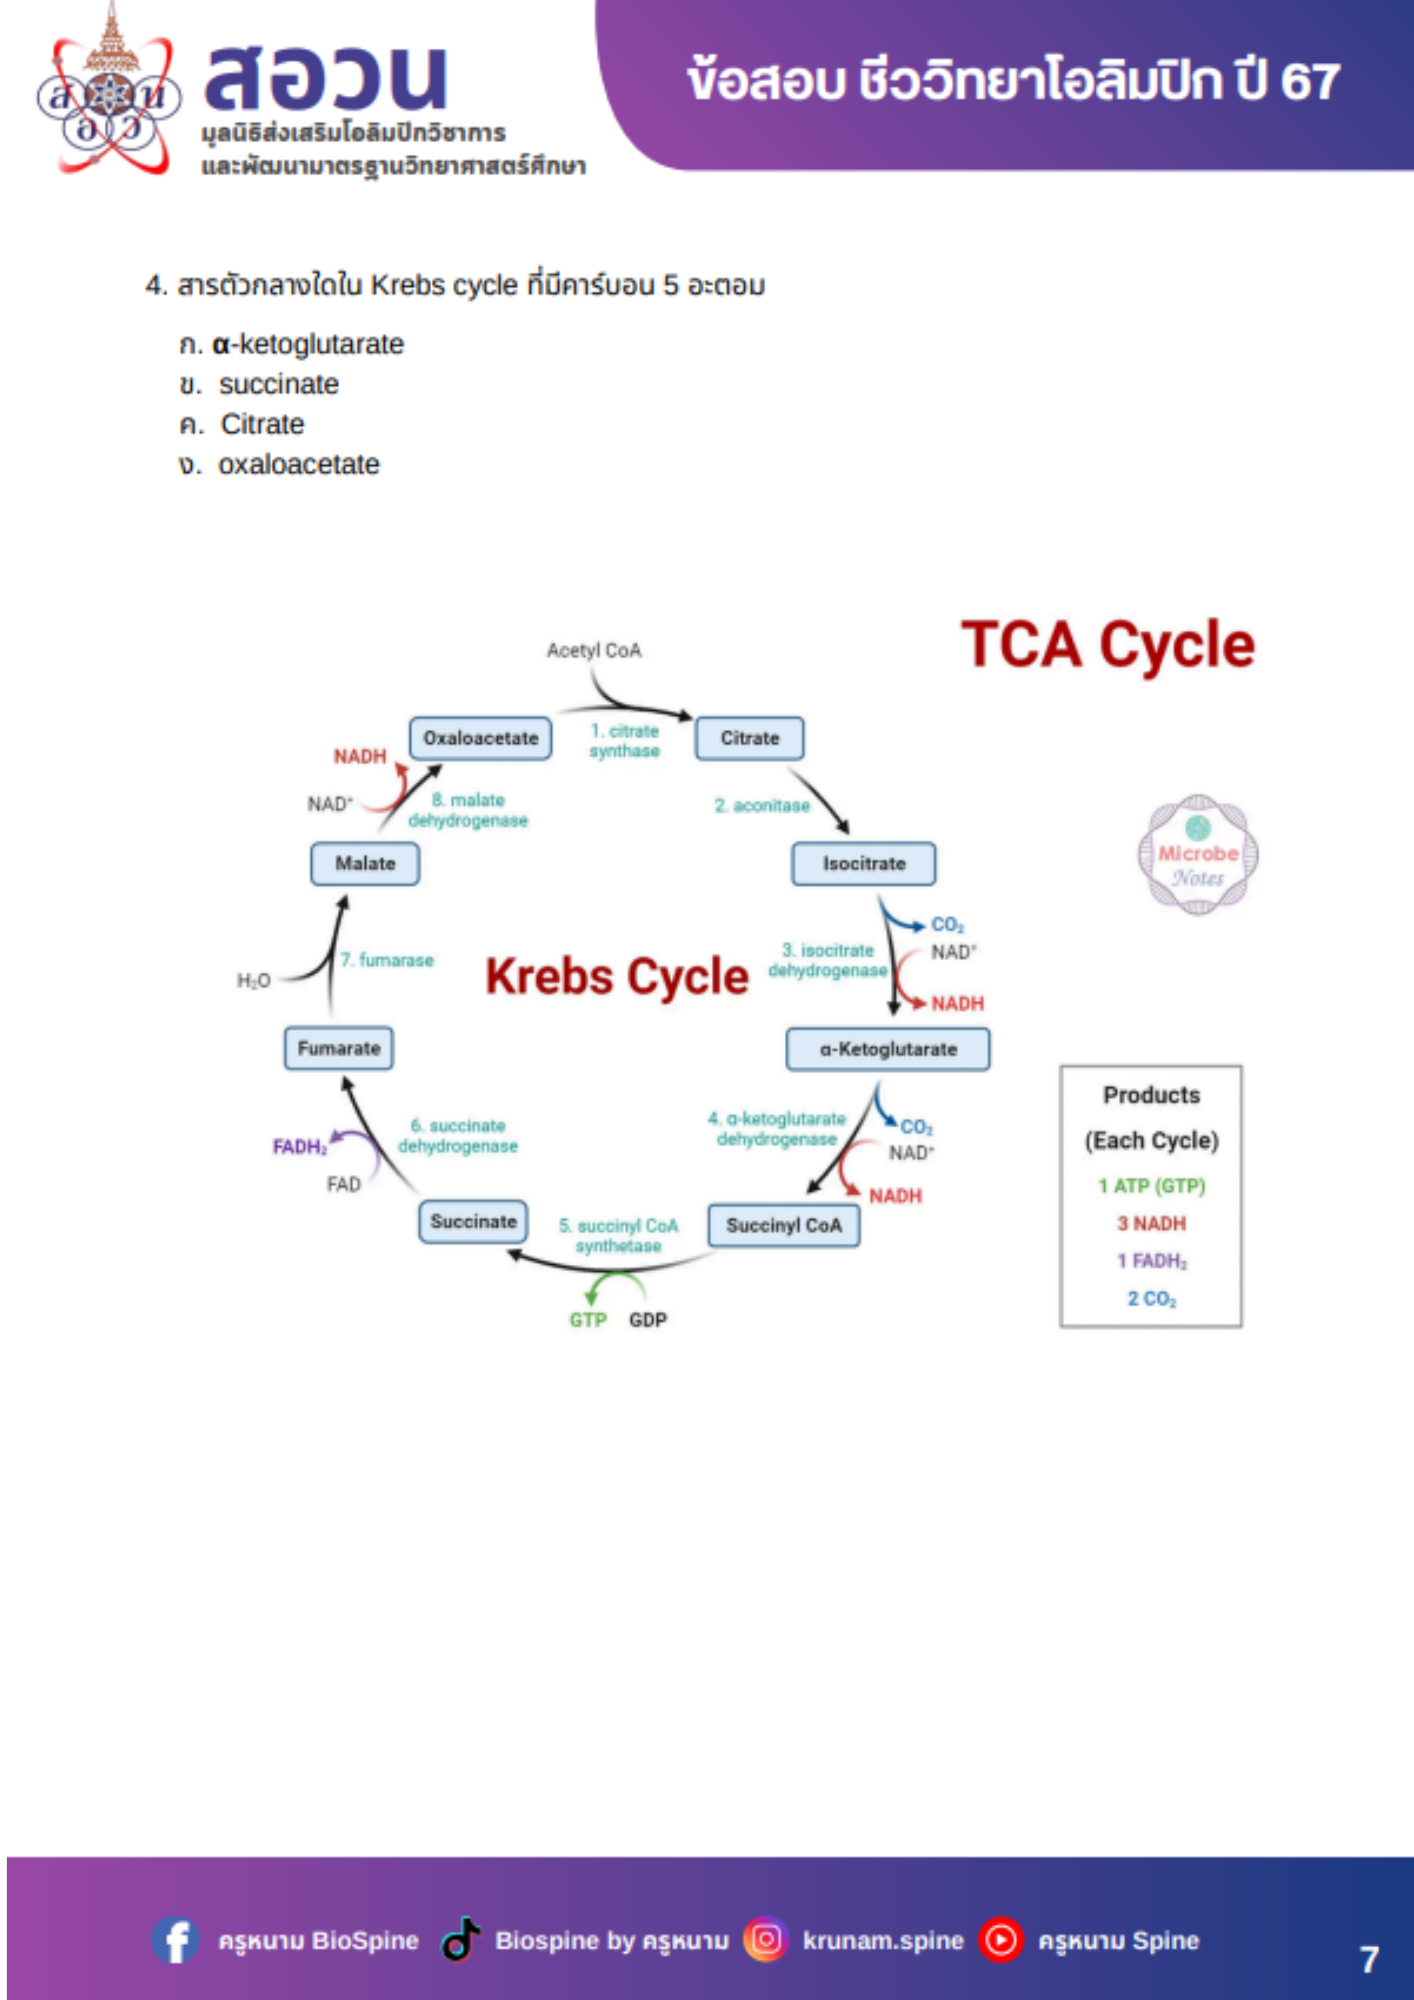 สอวน
มูลนิธิส่งเสริมโอลิมปิกวิชาการ
และพัฒนามาตรฐานวิทยาศาสตร์ศึกษา
ข้อสอบ ชีววิทยาโอลิมปิก ปี 67
4. สารตัวกลางใดใน Krebs cycle ที่มีคาร์บอน 5 อะตอม
ก. α-ketoglutarate
ข. succinate
ค. Citrate
ง. oxaloacetate
TCA Cycle
Acetyl CoA
Oxaloacetate
1. citrate
synthase
Citrate
NADH
NAD⁺
8. malate
dehydrogenase
2. aconitase
Malate
Isocitrate
Microbe
Notes
CO₂
NAD⁺
NADH
3. isocitrate
dehydrogenase
7. fumarase
H₂O
Krebs Cycle
Fumarate
α-Ketoglutarate
4. α-ketoglutarate
dehydrogenase
CO₂
NAD⁺
NADH
6. succinate
dehydrogenase
FADH₂
FAD
Succinate
5. succinyl CoA
synthetase
Succinyl CoA
GTP GDP
Products
(Each Cycle)
1 ATP (GTP)
3 NADH
1 FADH₂
2 CO₂
ครูหนาม BioSpine
Biospine by ครูหนาม
krunam.spine
ครูหนาม Spine
7